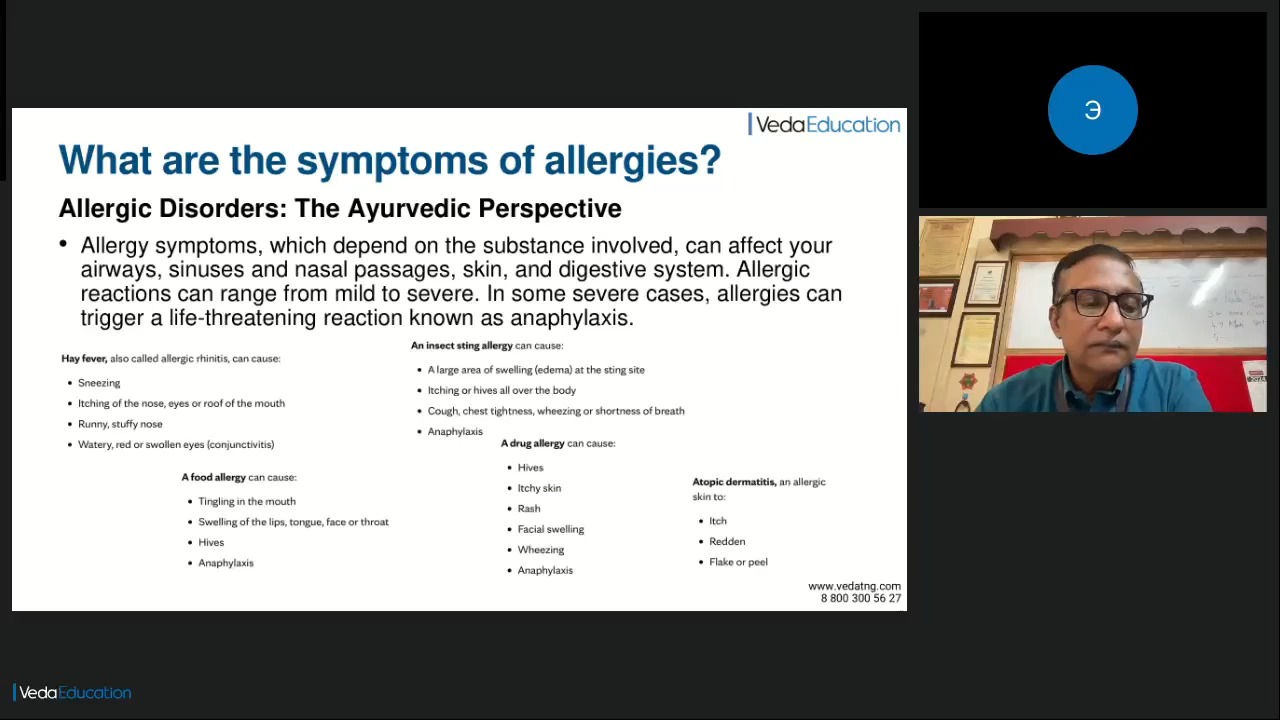 VedaEducation
What are the symptoms of allergies?
Allergic Disorders: The Ayurvedic Perspective
• Allergy symptoms, which depend on the substance involved, can affect your
airways, sinuses and nasal passages, skin, and digestive system. Allergic
reactions can range from mild to severe. In some severe cases, allergies can
trigger a life-threatening reaction known as anaphylaxis.
Hay fever, also called allergic rhinitis, can cause:
• Sneezing
• Itching of the nose, eyes or roof of the mouth
• Runny, stuffy nose
• Watery, red or swollen eyes (conjunctivitis)
An insect sting allergy can cause:
• A large area of swelling (edema) at the sting site
• Itching or hives all over the body
• Cough, chest tightness, wheezing or shortness of breath
• Anaphylaxis
A food allergy can cause:
• Tingling in the mouth
• Swelling of the lips, tongue, face or throat
• Hives
• Anaphylaxis
A drug allergy can cause:
• Hives
• Itchy skin
• Rash
• Facial swelling
• Wheezing
• Anaphylaxis
Atopic dermatitis, an allergic
skin to:
• Itch
• Redden
• Flake or peel
www.vedatng.com
8 800 300 56 27
Э
VedaEducation